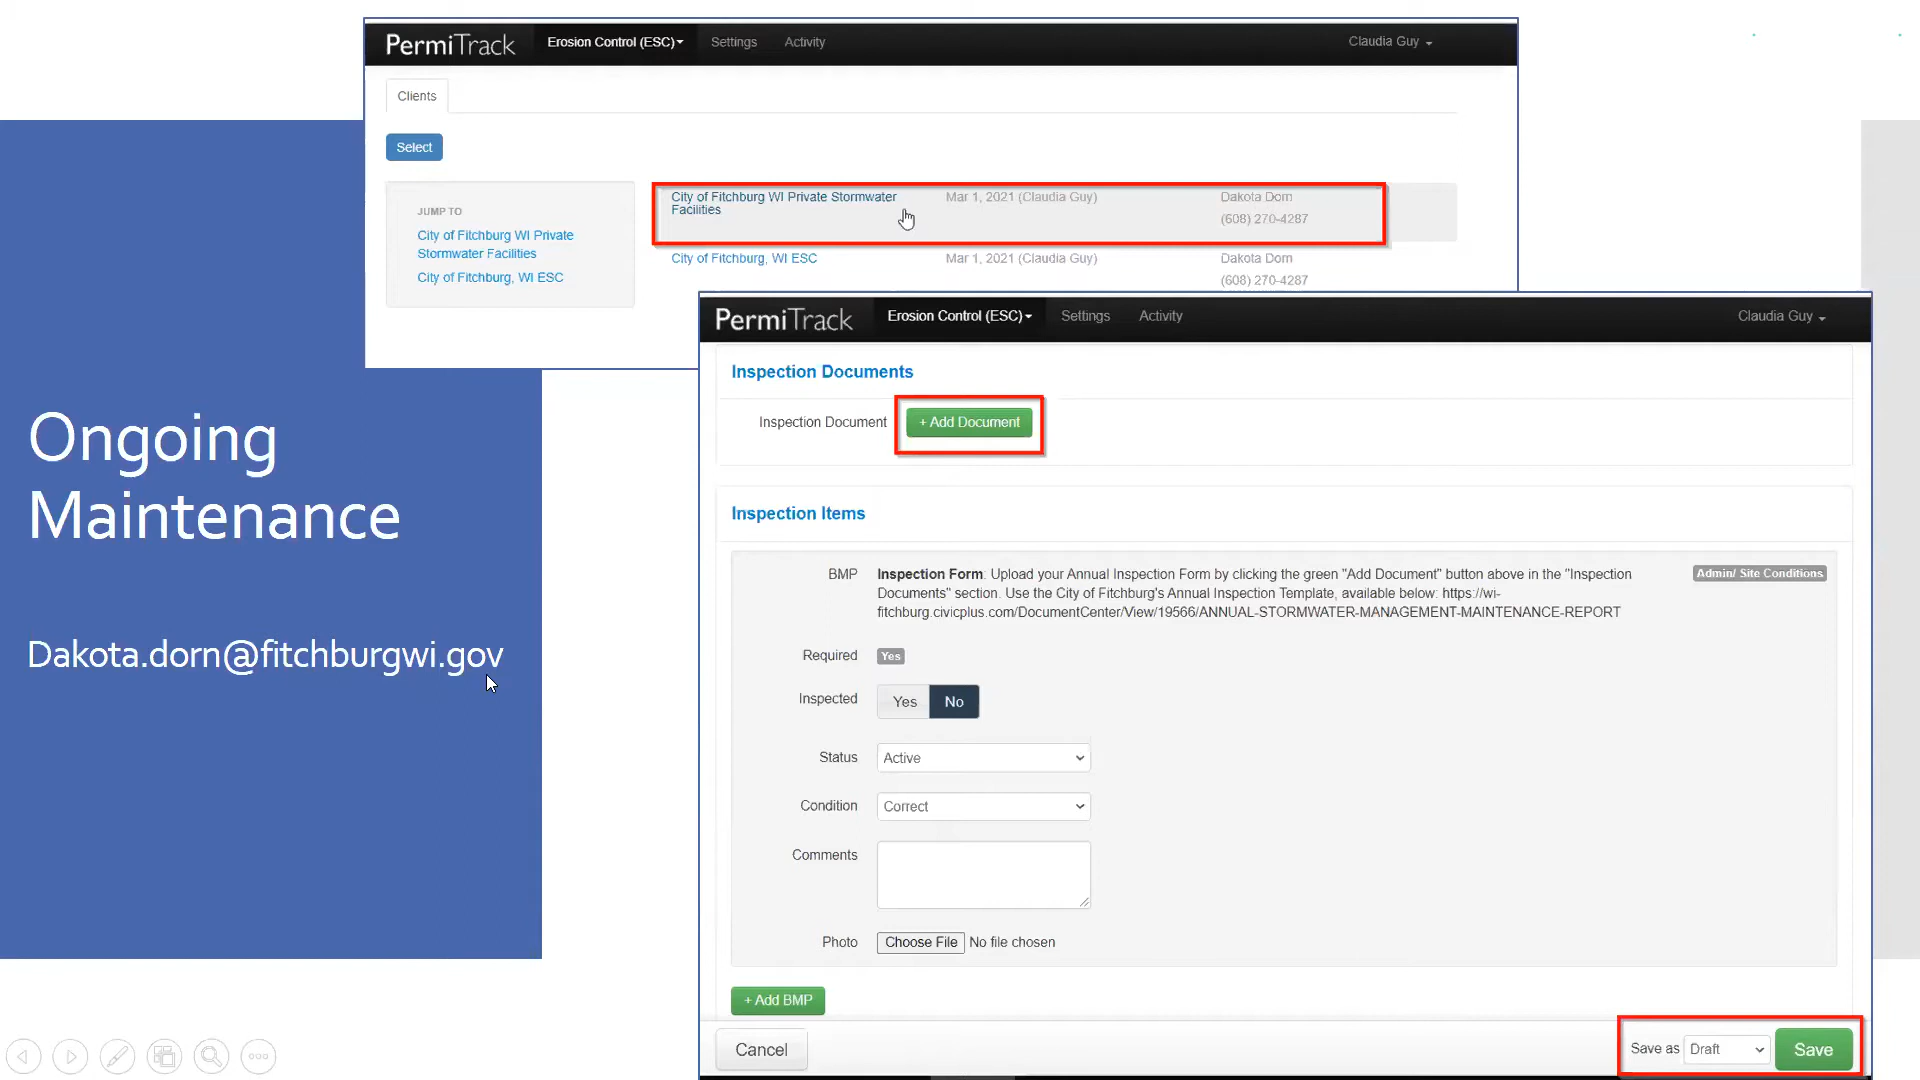 PermiTrack Erosion Control (ESC) Settings Activity Claudia Guy
Clients
Select
JUMP TO
City of Fitchburg WI Private
Stormwater Facilities
City of Fitchburg, WI ESC
City of Fitchburg WI Private Stormwater
Facilities
Mar 1, 2021 (Claudia Guy)
Dakota Dorn
(608) 270-4287
City of Fitchburg, WI ESC
Mar 1, 2021 (Claudia Guy)
Dakota Dorn
(608) 270-4287
Ongoing
Maintenance
Dakota.dorn@fitchburgwi.gov
PermiTrack Erosion Control (ESC) Settings Activity Claudia Guy
Inspection Documents
Inspection Document + Add Document
Inspection Items
BMP
Inspection Form: Upload your Annual Inspection Form by clicking the green "Add Document" button above in the "Inspection
Documents" section. Use the City of Fitchburg's Annual Inspection Template, available below: https://wi-
fitchburg.civicplus.com/DocumentCenter/View/19566/ANNUAL-STORMWATER-MANAGEMENT-MAINTENANCE-REPORT
Admin/ Site Conditions
Required Yes
Inspected Yes No
Status Active
Condition Correct
Comments
Photo Choose File No file chosen
+ Add BMP
Cancel
Save as Draft Save